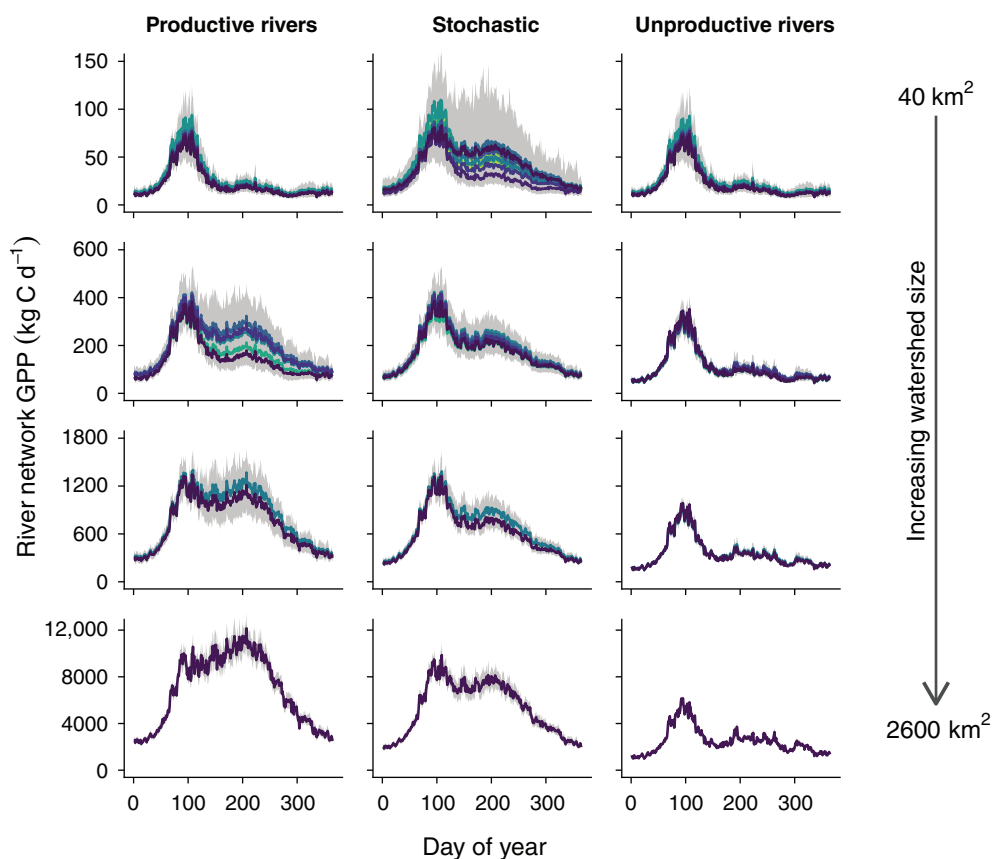 Productive rivers
Stochastic
Unproductive rivers
150
100
50
0
40 km²
600
400
200
0
1800
1200
600
0
12,000
8000
4000
0
River network GPP (kg C d⁻¹)
Increasing watershed size
2600 km²
0 100 200 300
0 100 200 300
0 100 200 300
Day of year